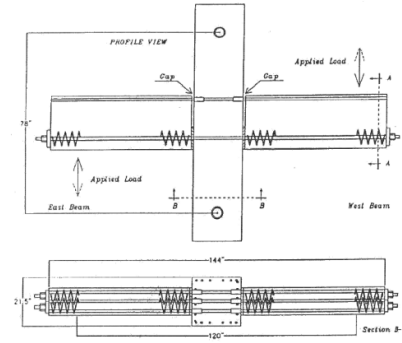 PROFILE VIEW
Applied Load
Gap
Gap
A
78"
A
Applied Load
B
B
East Beam
West Beam
144"
21.5"
120"
Section B-